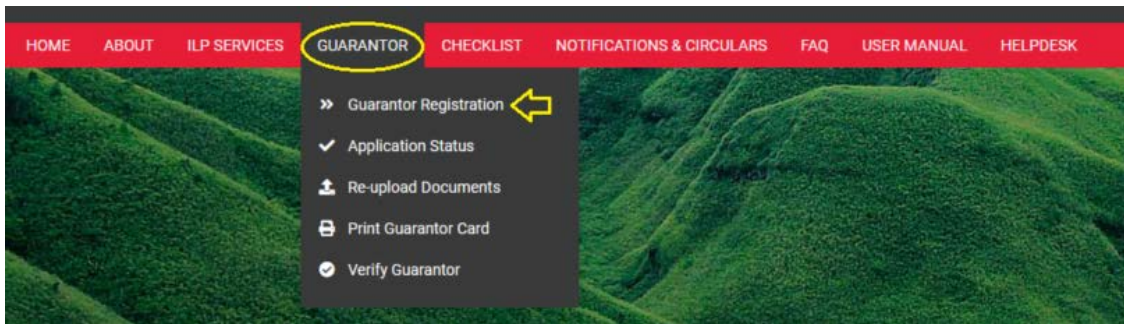 HOME ABOUT ILP SERVICES GUARANTOR CHECKLIST NOTIFICATIONS & CIRCULARS FAQ USER MANUAL HELPDESK
Guarantor Registration
Application Status
Re-upload Documents
Print Guarantor Card
Verify Guarantor